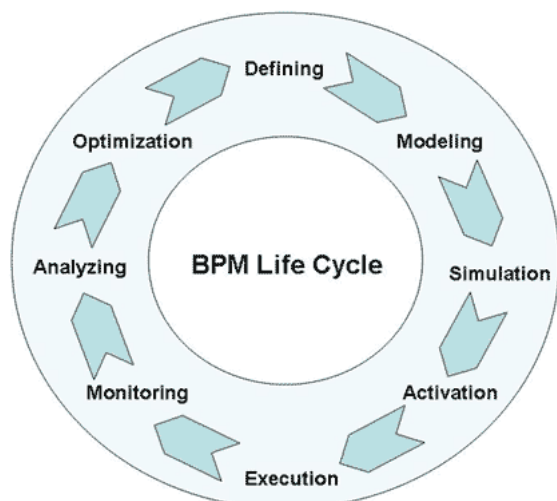 Defining
Modeling
Simulation
Activation
Execution
Monitoring
Analyzing
Optimization
BPM Life Cycle